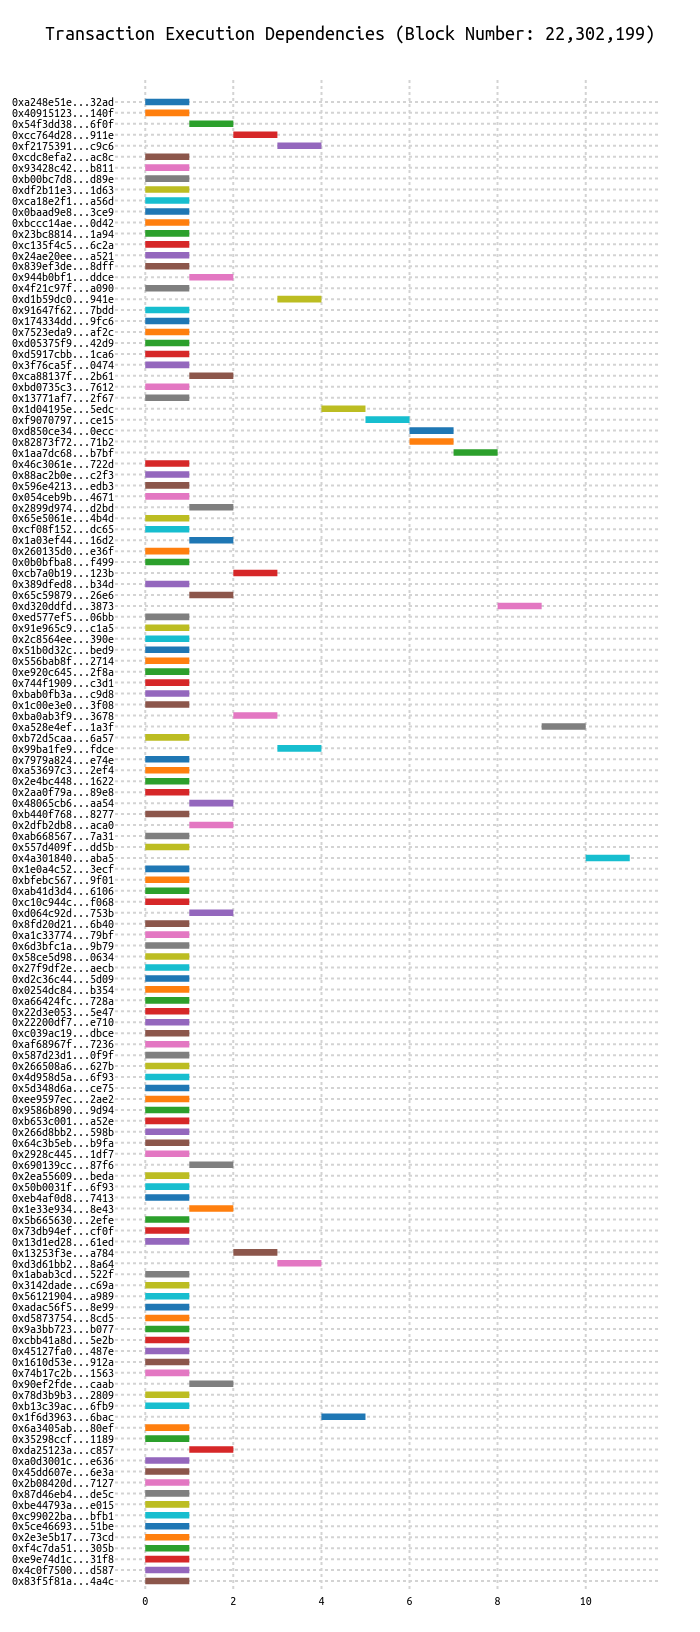 Transaction Execution Dependencies (Block Number: 22,302,199)
0xa248e51e...32ad
0x40915123...140f
0x54f3dd38...6f0f
0xcc764d28...911e
0xf2175391...c9c6
0xcdc8efa2...ac8c
0x93428c42...b811
0xb00bc7d8...d89e
0xdf2b11e3...1d63
0xca18e2f1...a56d
0x0baad9e8...3ce9
0xbccc14ae...0d42
0x23bc8814...1a94
0xc135f4c5...6c2a
0x24ae20ee...a521
0x839ef3de...8dff
0x944b0bf1...ddce
0x4f21c97f...a090
0xd1b59dc0...941e
0x91647f62...7bdd
0x174334dd...9fc6
0x7523eda9...af2c
0xd05375f9...42d9
0xd5917cbb...1ca6
0x3f76ca5f...0474
0xca88137f...2b61
0xbd0735c3...7612
0x13771af7...2f67
0x1d04195e...5edc
0xf9070797...ce15
0xd850ce34...0ecc
0x82873f72...71b2
0x1aa7dc68...b7bf
0x46c3061e...722d
0x88ac2b0e...c2f3
0x596e4213...edb3
0x054ceb9b...4671
0x2899d974...d2bd
0x65e5061e...4b4d
0xcf08f152...dc65
0x1a03ef44...16d2
0x260135d0...e36f
0x0b0bfba8...f499
0xcb7a0b19...123b
0x389dfed8...b34d
0x65c59879...26e6
0xd320ddfd...3873
0xed577ef5...06bb
0x91e965c9...c1a5
0x2c8564ee...390e
0x51b0d32c...bed9
0x556bab8f...2714
0xe920c645...2f8a
0x744f1909...c3d1
0xbab0fb3a...c9d8
0x1c00e3e0...3f08
0xba0ab3f9...3678
0xa528e4ef...1a3f
0xb72d5caa...6a57
0x99ba1fe9...fdce
0x7979a824...e74e
0xa53697c3...2ef4
0x2e4bc448...1622
0x2aa0f79a...89e8
0x48065cb6...aa54
0xb440f768...8277
0x2dfb2db8...aca0
0xab668567...7a31
0x557d409f...dd5b
0x4a301840...aba5
0x1e0a4c52...3ecf
0xbfebc567...9f01
0xab41d3d4...6106
0xc10c944c...f068
0xd064c92d...753b
0x8fd20d21...6b40
0xa1c33774...79bf
0x6d3bfc1a...9b79
0x58ce5d98...0634
0x27f9df2e...aecb
0xd2c36c44...5d09
0x0254dc84...b354
0xa66424fc...728a
0x22d3e053...5e47
0x22200df7...e710
0xc039ac19...dbce
0xaf68967f...7236
0x587d23d1...0f9f
0x266508a6...627b
0x4d958d5a...6f93
0x5d348d6a...ce75
0xee9597ec...2ae2
0x9586b890...9d94
0xb653c001...a52e
0x266d8bb2...598b
0x64c3b5eb...b9fa
0x2928c445...1df7
0x690139cc...87f6
0x2ea55609...beda
0x50b0031f...6f93
0xeb4af0d8...7413
0x1e33e934...8e43
0x5b665630...2efe
0x73db94ef...cf0f
0x13d1ed28...61ed
0x13253f3e...a784
0xd3d61bb2...8a64
0x1abab3cd...522f
0x3142dade...c69a
0x56121904...a989
0xadac56f5...8e99
0xd5873754...8cd5
0x9a3bb723...b077
0xcbb41a8d...5e2b
0x45127fa0...487e
0x1610d53e...912a
0x74b17c2b...1563
0x90ef2fde...caab
0x78d3b9b3...2809
0xb13c39ac...6fb9
0x1f6d3963...6bac
0x6a3405ab...80ef
0x35298ccf...1189
0xda25123a...c857
0xa0d3001c...e636
0x45dd607e...6e3a
0x2b08420d...7127
0x87d46eb4...de5c
0xbe44793a...e015
0xc99022ba...bfb1
0x5ce46693...51be
0x2e3e5b17...73cd
0xf4c7da51...305b
0xe9e74d1c...31f8
0x4c0f7500...d587
0x83f5f81a...4a4c
0 2 4 6 8 10